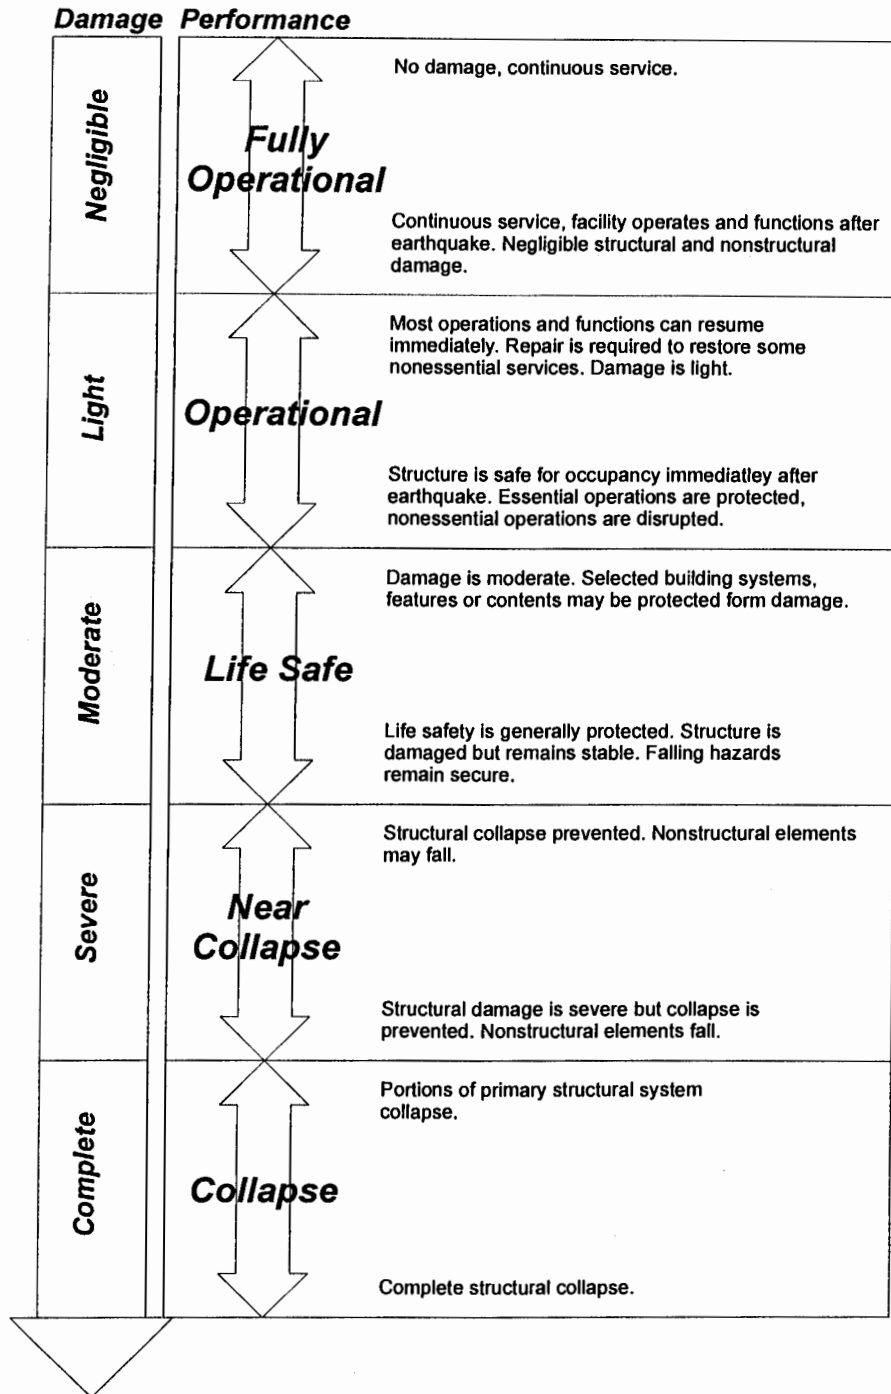 Damage Performance
Negligible
Fully
Operational
No damage, continuous service.
Continuous service, facility operates and functions after
earthquake. Negligible structural and nonstructural
damage.
Light
Operational
Most operations and functions can resume
immediately. Repair is required to restore some
nonessential services. Damage is light.
Structure is safe for occupancy immediatley after
earthquake. Essential operations are protected,
nonessential operations are disrupted.
Moderate
Life Safe
Damage is moderate. Selected building systems,
features or contents may be protected form damage.
Life safety is generally protected. Structure is
damaged but remains stable. Falling hazards
remain secure.
Severe
Near
Collapse
Structural collapse prevented. Nonstructural elements
may fall.
Structural damage is severe but collapse is
prevented. Nonstructural elements fall.
Complete
Collapse
Portions of primary structural system
collapse.
Complete structural collapse.